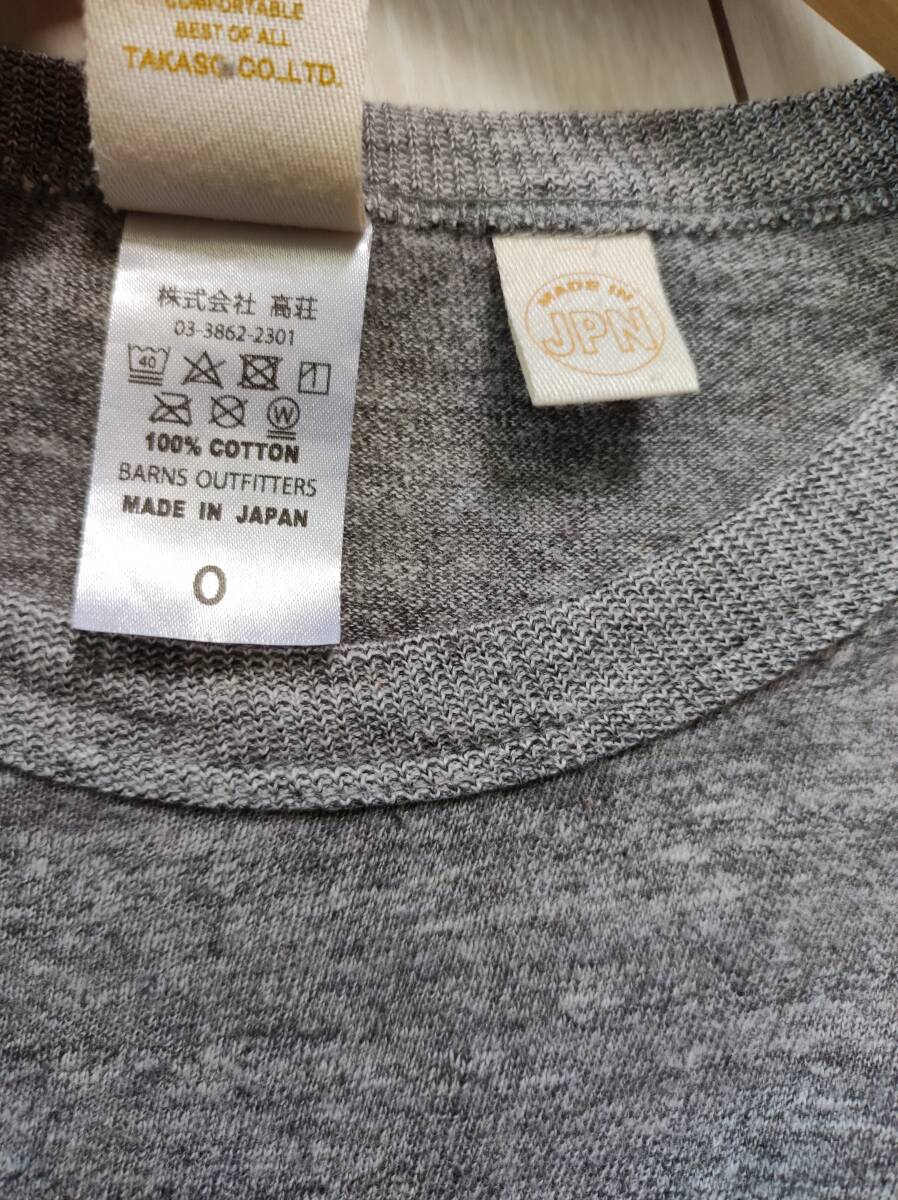 COMFORTABLE
BEST OF ALL
TAKASO CO.,LTD.
株式会社 高荘
03-3862-2301
40
W
100% COTTON
BARNS OUTFITTERS
MADE IN JAPAN
O
MADE IN
JPN